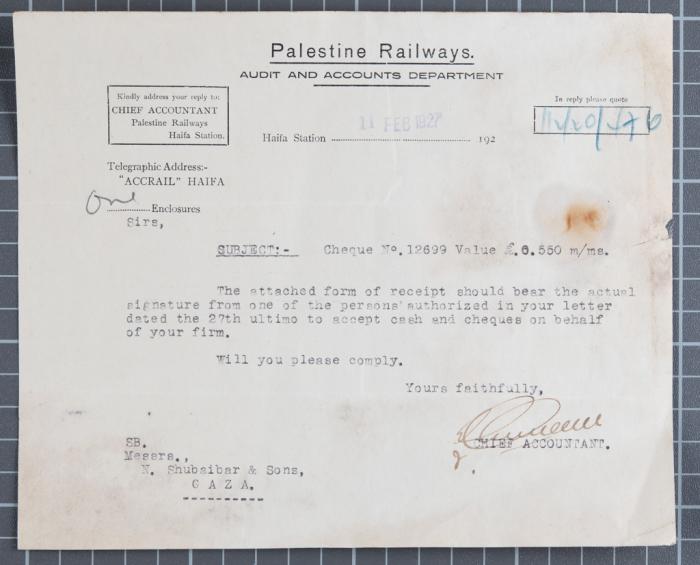 Palestine Railways.
AUDIT AND ACCOUNTS DEPARTMENT
Kindly address your reply to:
CHIEF ACCOUNTANT
Palestine Railways
Haifa Station.
In reply please quote
Haifa Station 11 FEB 1927 192
Telegraphic Address:-
"ACCRAIL" HAIFA
One Enclosures
Sirs,
SUBJECT:- Cheque No.12699 Value £.6.550 m/ms.
The attached form of receipt should bear the actual
signature from one of the persons' authorized in your letter
dated the 27th ultimo to accept cash and cheques on behalf
of your firm.
Will you please comply.
Yours faithfully,
CHIEF ACCOUNTANT.
SB.
Messrs.,
N. Shubaibar & Sons,
G A Z A.